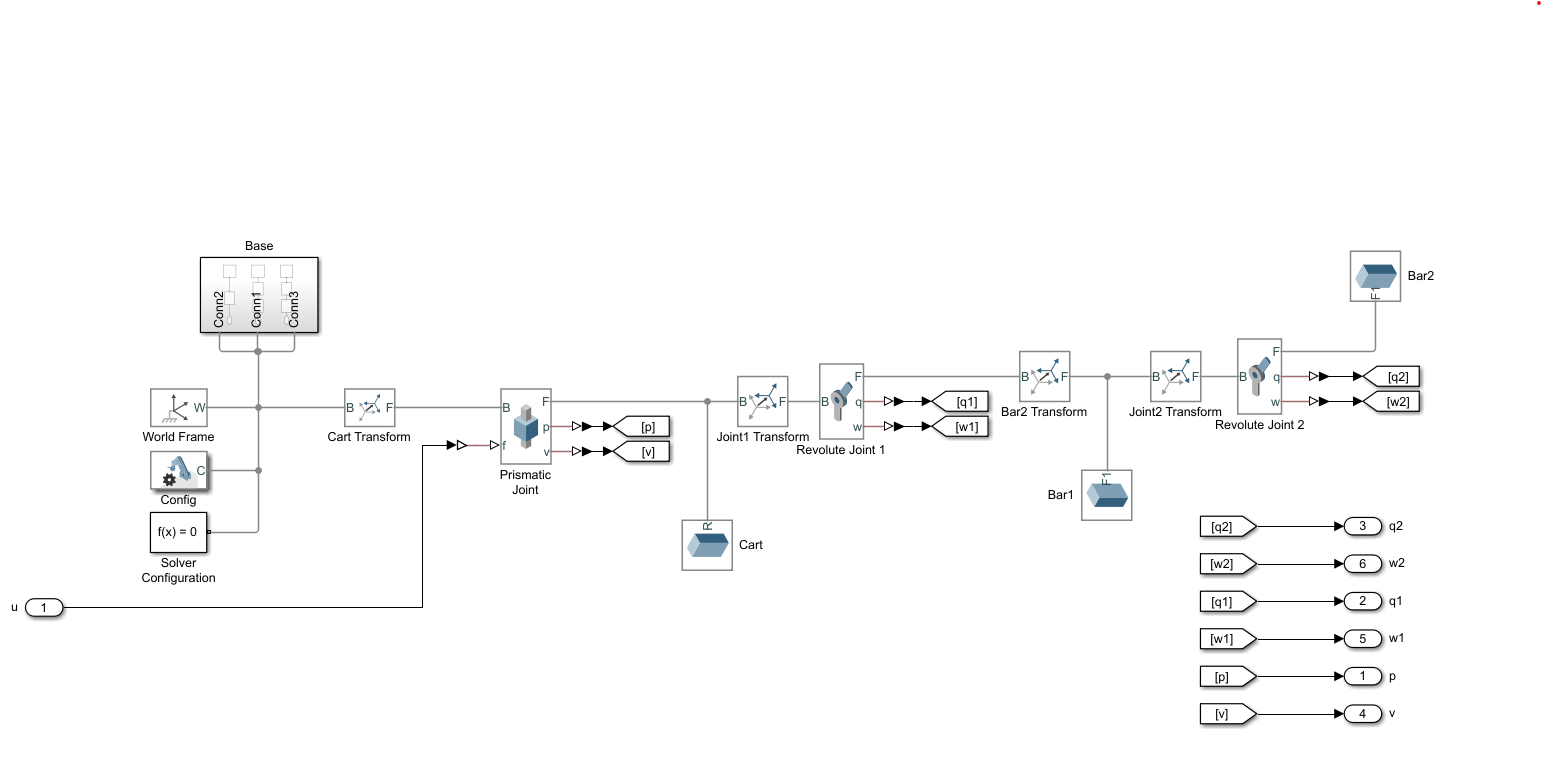 Base
Conn2
Conn1
Conn3
W
World Frame
C
Config
f(x) = 0
Solver
Configuration
u
1
B
F
Cart Transform
B
F
f
p
v
Prismatic
Joint
[p]
[v]
R
Cart
B
F
Joint1 Transform
B
F
q
w
Revolute Joint 1
[q1]
[w1]
B
F
Bar2 Transform
F1
Bar1
B
F
Joint2 Transform
B
F
q
w
Revolute Joint 2
[q2]
[w2]
F1
Bar2
[q2]
3
q2
[w2]
6
w2
[q1]
2
q1
[w1]
5
w1
[p]
1
p
[v]
4
v